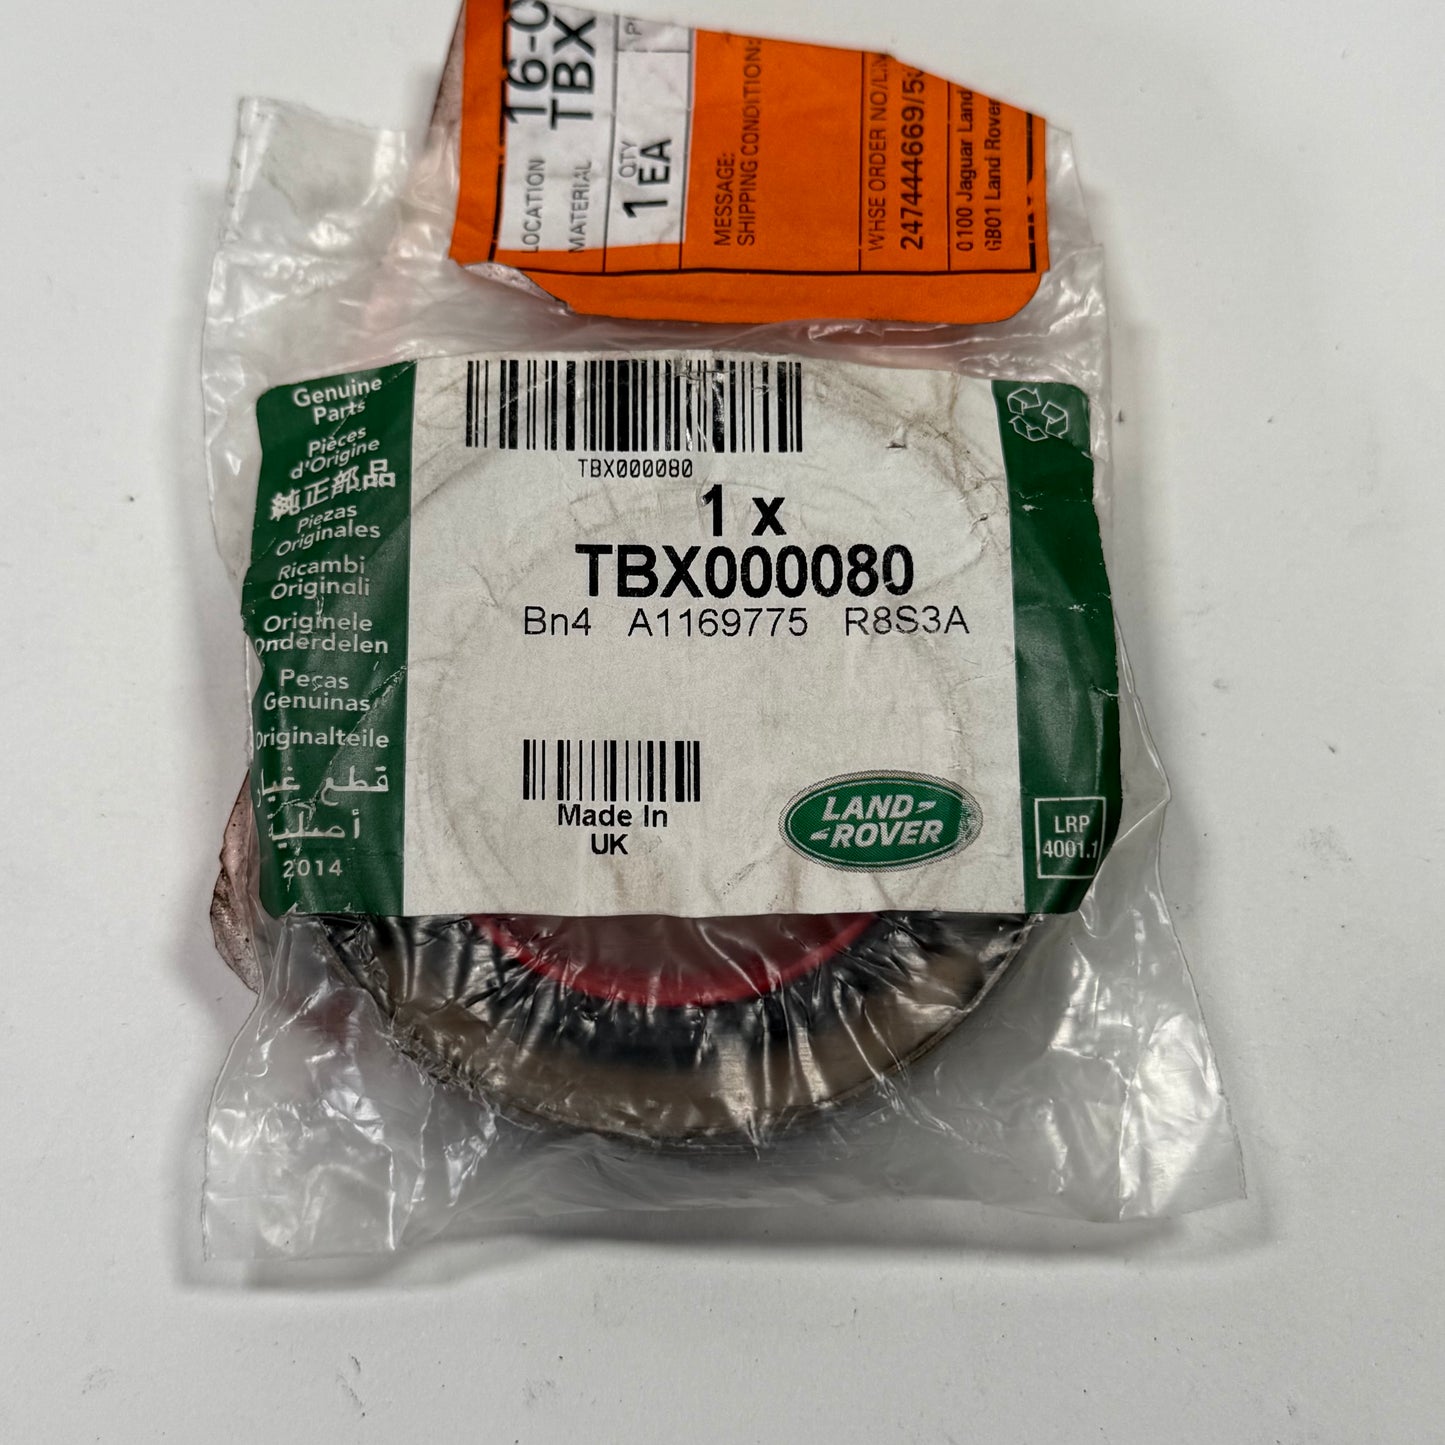 LOCATION 16-C
MATERIAL TBX
QTY
1 EA
MESSAGE:
SHIPPING CONDITION:
WHSE ORDER NO/LIN
247444669/5
0100 Jaguar Land
GB01 Land Rover
Genuine
Parts
Pièces
d'Origine
純正部品
Piezas
Originales
Ricambi
Originali
Originele
Onderdelen
Peças
Genuinas
Originalteile
قطع غيار
أصلية
2014
TBX000080
1 x
TBX000080
Bn4 A1169775 R8S3A
Made In
UK
LAND-
-ROVER
LRP
4001.1